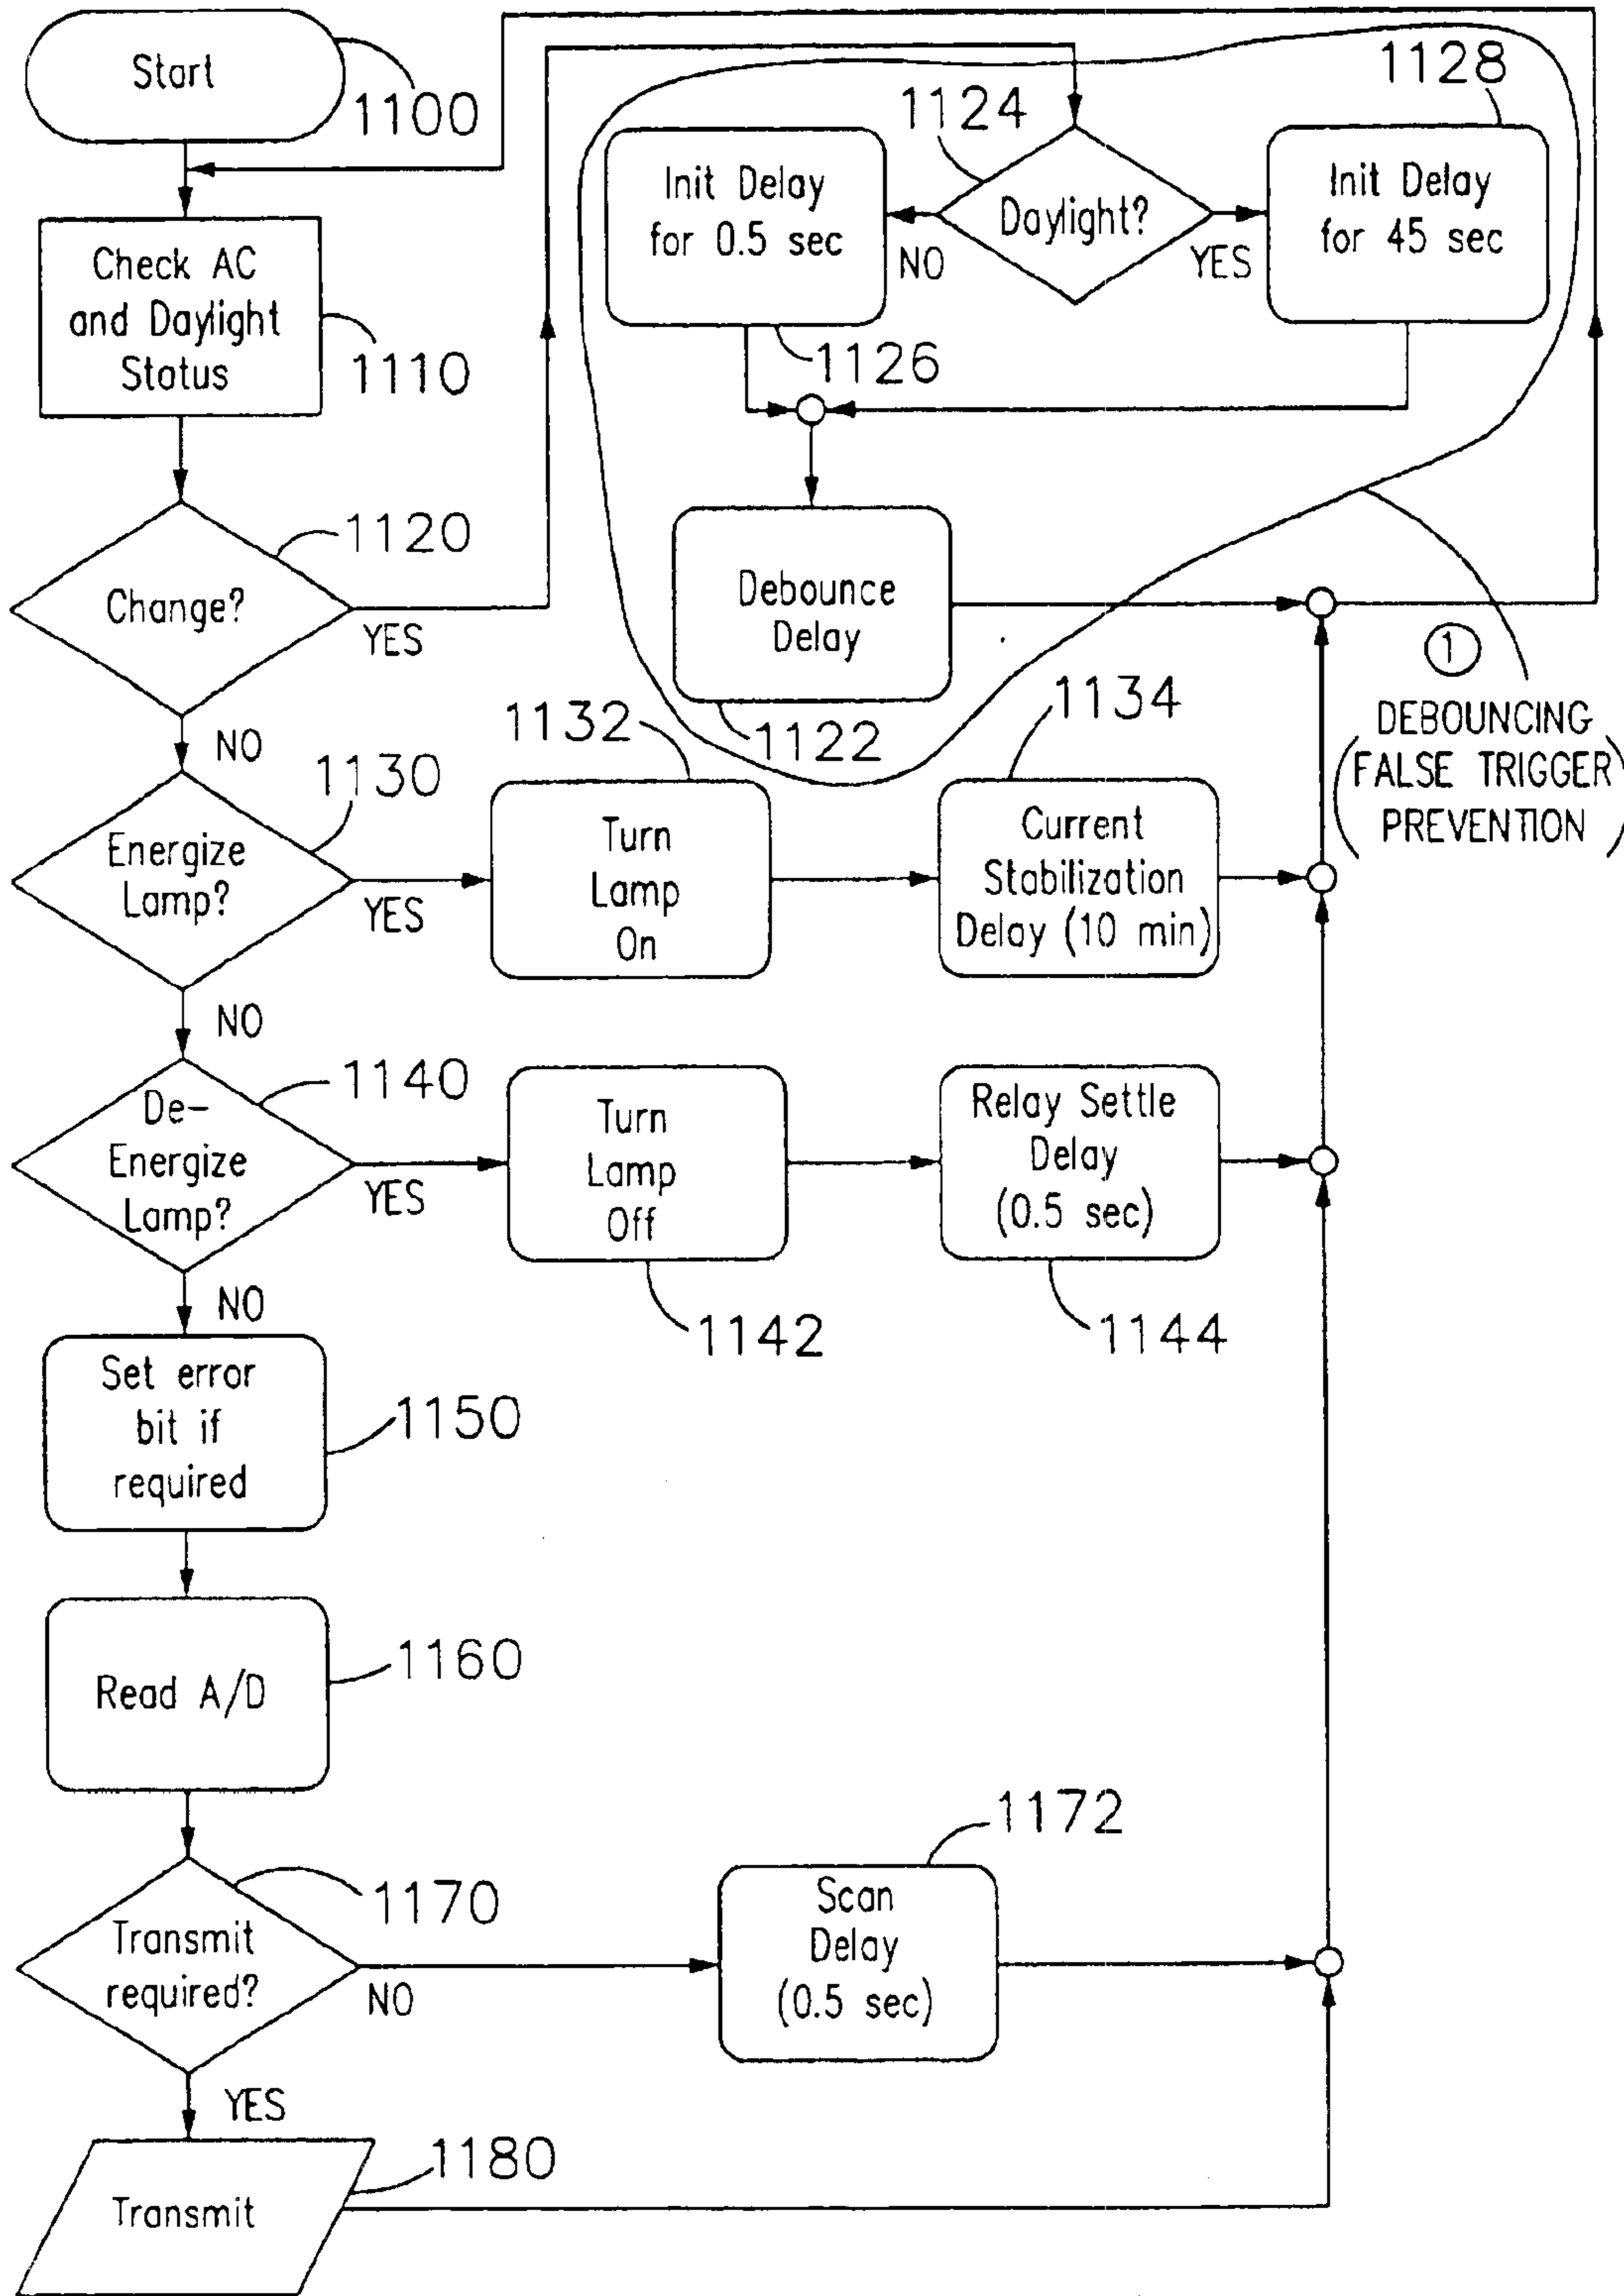 Start
1100
Check AC
and Daylight
Status
1110
Change?
1120
YES
NO
1124
Daylight?
NO
YES
Init Delay
for 0.5 sec
1126
1128
Init Delay
for 45 sec
Debounce
Delay
1122
1
DEBOUNCING
(FALSE TRIGGER
PREVENTION)
Energize
Lamp?
1130
YES
NO
1132
Turn
Lamp
On
1134
Current
Stabilization
Delay (10 min)
De-
Energize
Lamp?
1140
YES
NO
Turn
Lamp
Off
1142
Relay Settle
Delay
(0.5 sec)
1144
Set error
bit if
required
1150
Read A/D
1160
Transmit
required?
1170
NO
YES
1172
Scan
Delay
(0.5 sec)
Transmit
1180